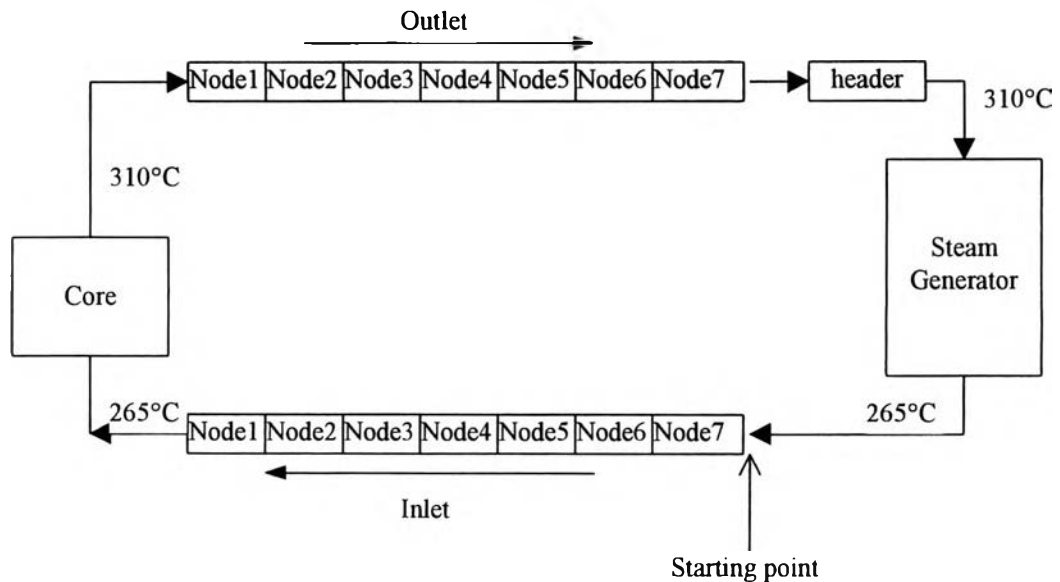 Outlet
Node1 Node2 Node3 Node4 Node5 Node6 Node7
header
310°C
310°C
Steam
Generator
Core
265°C
265°C
Node1 Node2 Node3 Node4 Node5 Node6 Node7
Inlet
Starting point